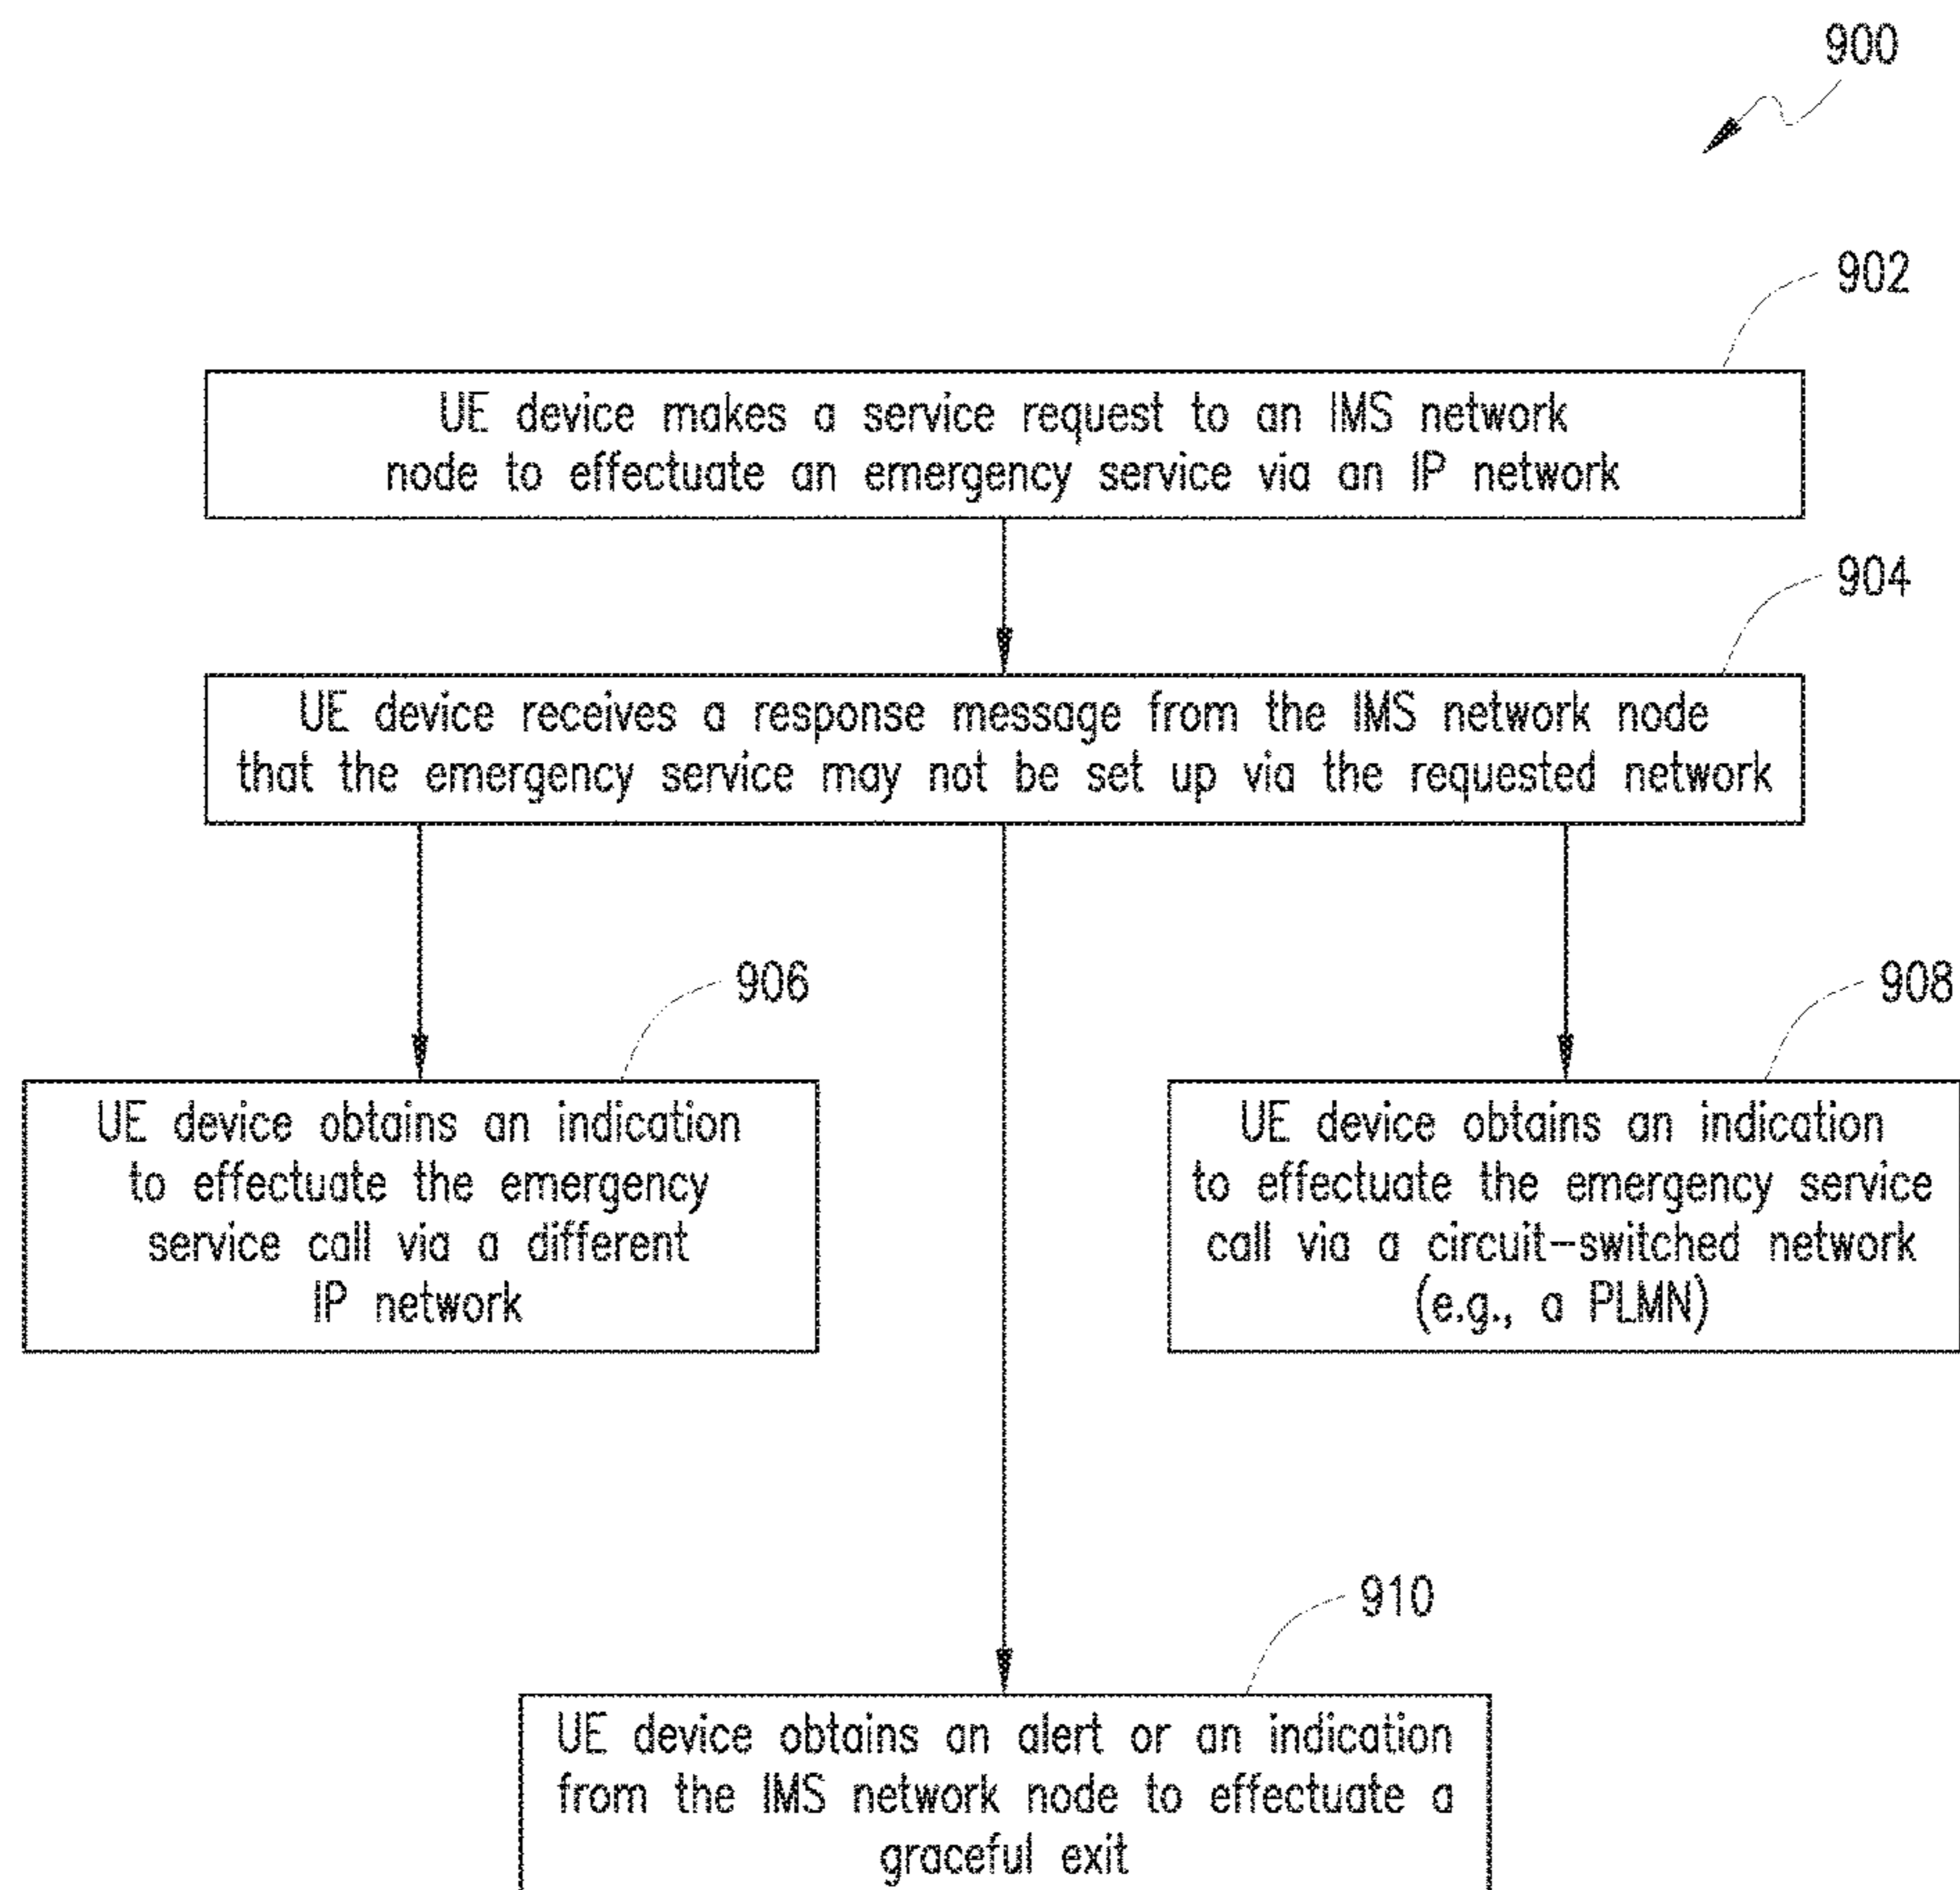 900
902
UE device makes a service request to an IMS network
node to effectuate an emergency service via an IP network
904
UE device receives a response message from the IMS network node
that the emergency service may not be set up via the requested network
906
UE device obtains an indication
to effectuate the emergency
service call via a different
IP network
908
UE device obtains an indication
to effectuate the emergency service
call via a circuit-switched network
(e.g., a PLMN)
910
UE device obtains an alert or an indication
from the IMS network node to effectuate a
graceful exit